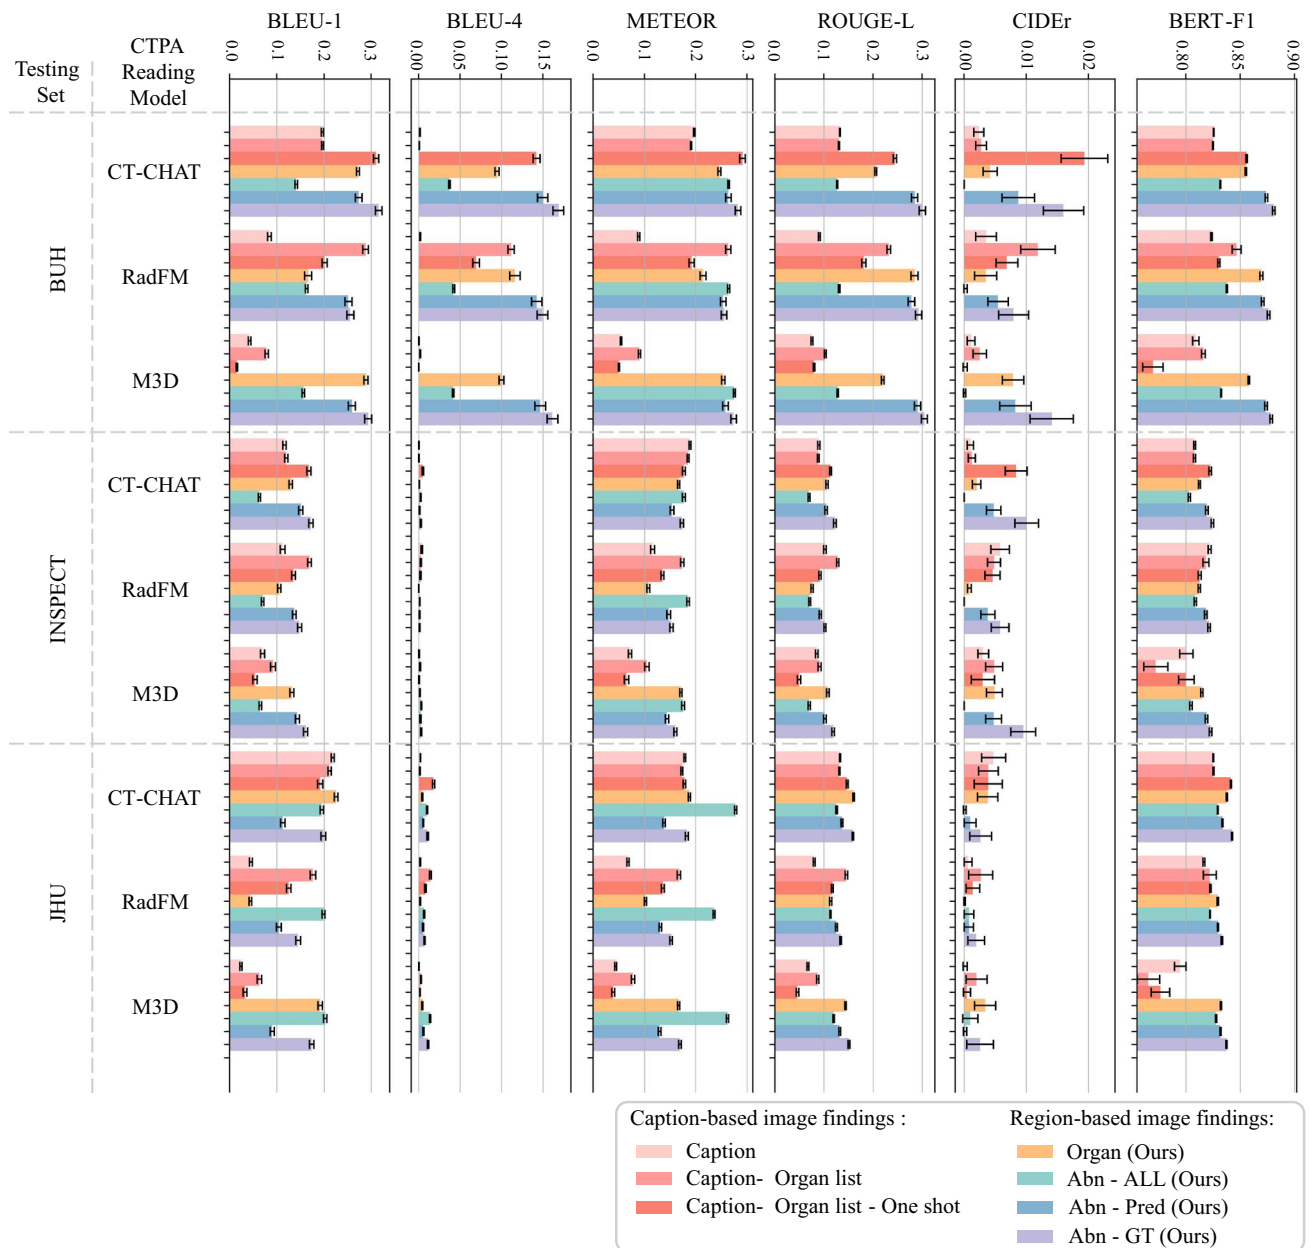 BLEU-1 BLEU-4 METEOR ROUGE-L CIDEr BERT-F1
Testing Set
CTPA Reading Model
0.0 0.1 0.2 0.3
0.0 0.05 0.10 0.15
0.0 0.1 0.2 0.3
0.0 0.1 0.2 0.3
0.00 0.01 0.02
0.80 0.85 0.90
BUH
CT-CHAT
RadFM
M3D
INSPECT
CT-CHAT
RadFM
M3D
JHU
CT-CHAT
RadFM
M3D
Caption-based image findings :
Caption
Caption- Organ list
Caption- Organ list - One shot
Region-based image findings:
Organ (Ours)
Abn - ALL (Ours)
Abn - Pred (Ours)
Abn - GT (Ours)